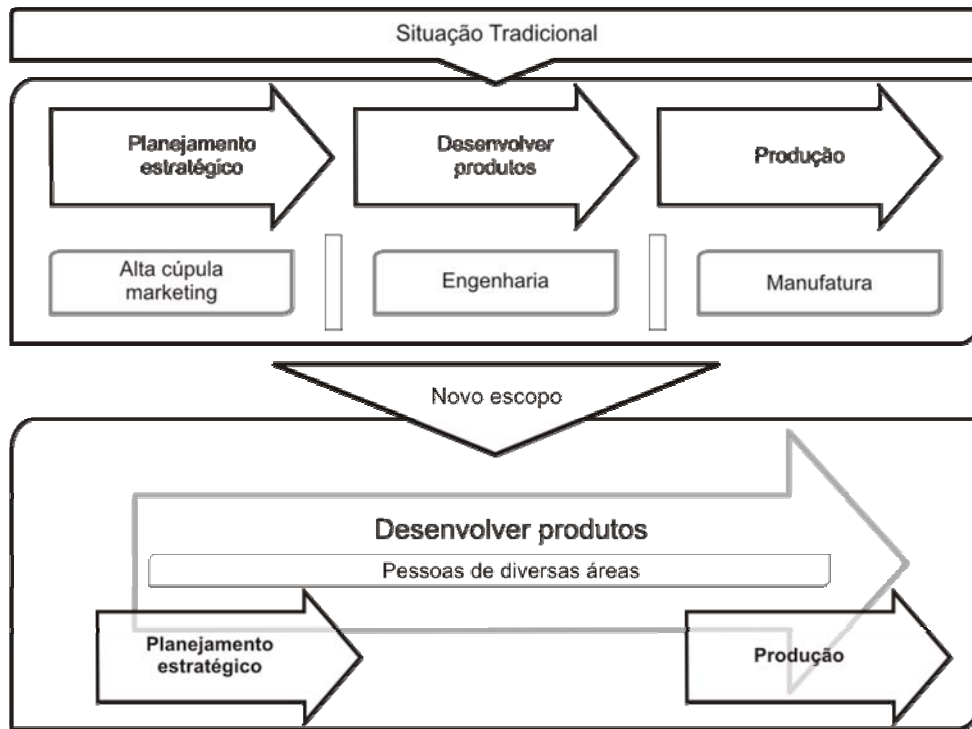 Situação Tradicional
Planejamento
estratégico
Desenvolver
produtos
Produção
Alta cúpula
marketing
Engenharia
Manufatura
Novo escopo
Desenvolver produtos
Pessoas de diversas áreas
Planejamento
estratégico
Produção